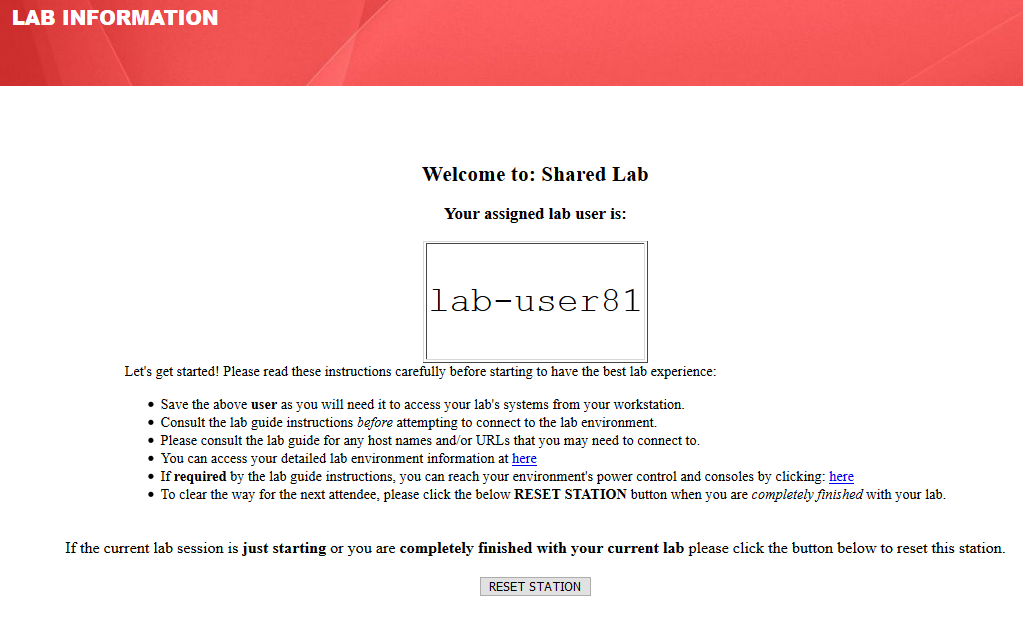 LAB INFORMATION
Welcome to: Shared Lab
Your assigned lab user is:
lab-user81
Let's get started! Please read these instructions carefully before starting to have the best lab experience:
• Save the above user as you will need it to access your lab's systems from your workstation.
• Consult the lab guide instructions before attempting to connect to the lab environment.
• Please consult the lab guide for any host names and/or URLs that you may need to connect to.
• You can access your detailed lab environment information at here
• If required by the lab guide instructions, you can reach your environment's power control and consoles by clicking: here
• To clear the way for the next attendee, please click the below RESET STATION button when you are completely finished with your lab.
If the current lab session is just starting or you are completely finished with your current lab please click the button below to reset this station.
RESET STATION